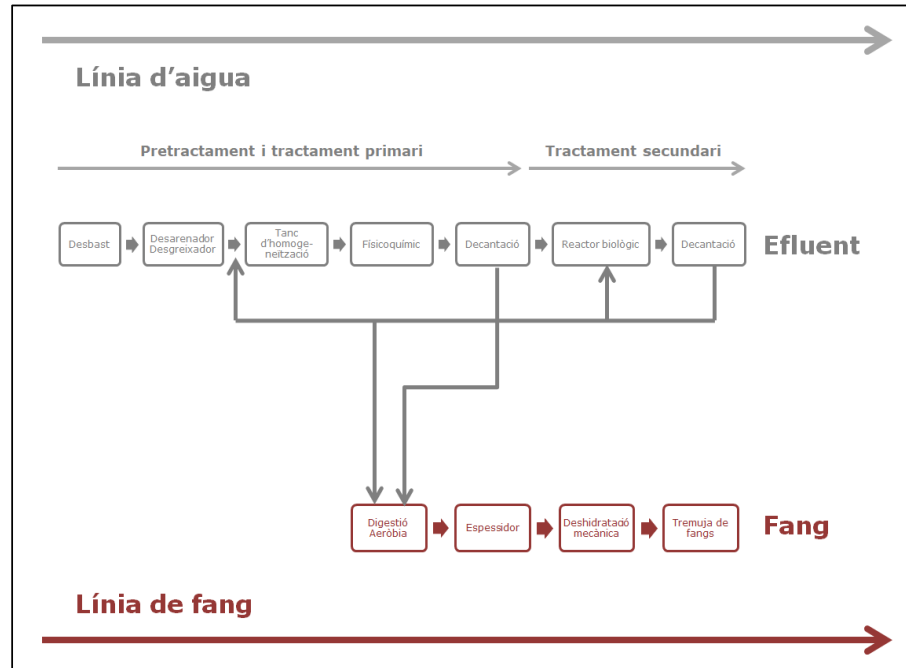 Línia d'aigua
Pretractament i tractament primari
Tractament secundari
Desbast
Desarenador
Desgreixador
Tanc
d'homoge-
neïtzació
Físicoquímic
Decantació
Reactor biològic
Decantació
Efluent
Digestió
Aeròbia
Espessidor
Deshidratació
mecànica
Tremuja de
fangs
Fang
Línia de fang